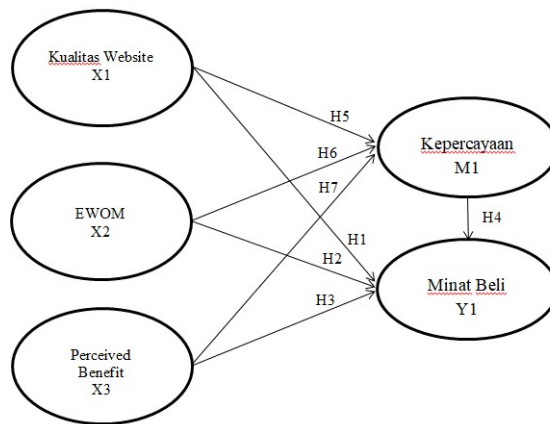 Kualitas Website
X1
H5
Kepercayaan
M1
H6
H7
EWOM
X2
H4
H1
H2
Minat Beli
Y1
H3
Perceived
Benefit
X3